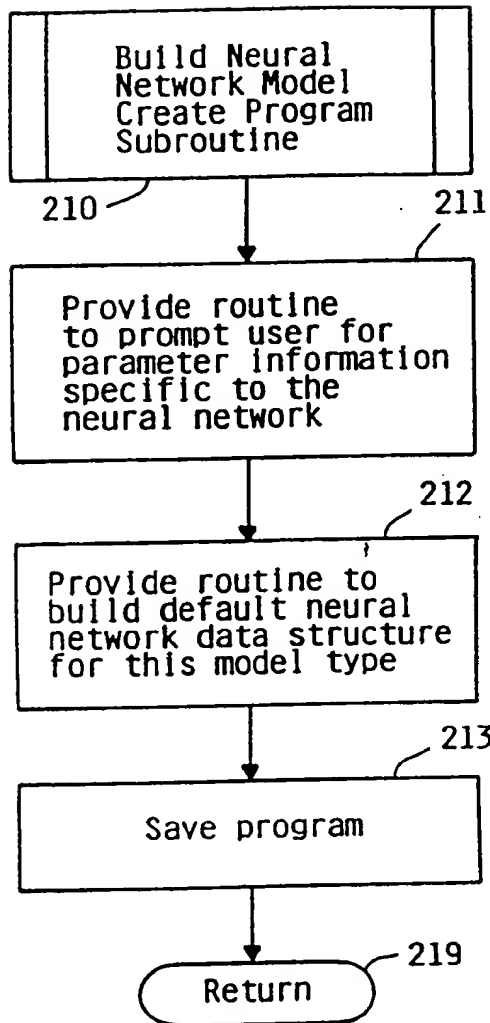 Build Neural
Network Model
Create Program
Subroutine
210
211
Provide routine
to prompt user for
parameter information
specific to the
neural network
212
Provide routine to
build default neural
network data structure
for this model type
213
Save program
219
Return